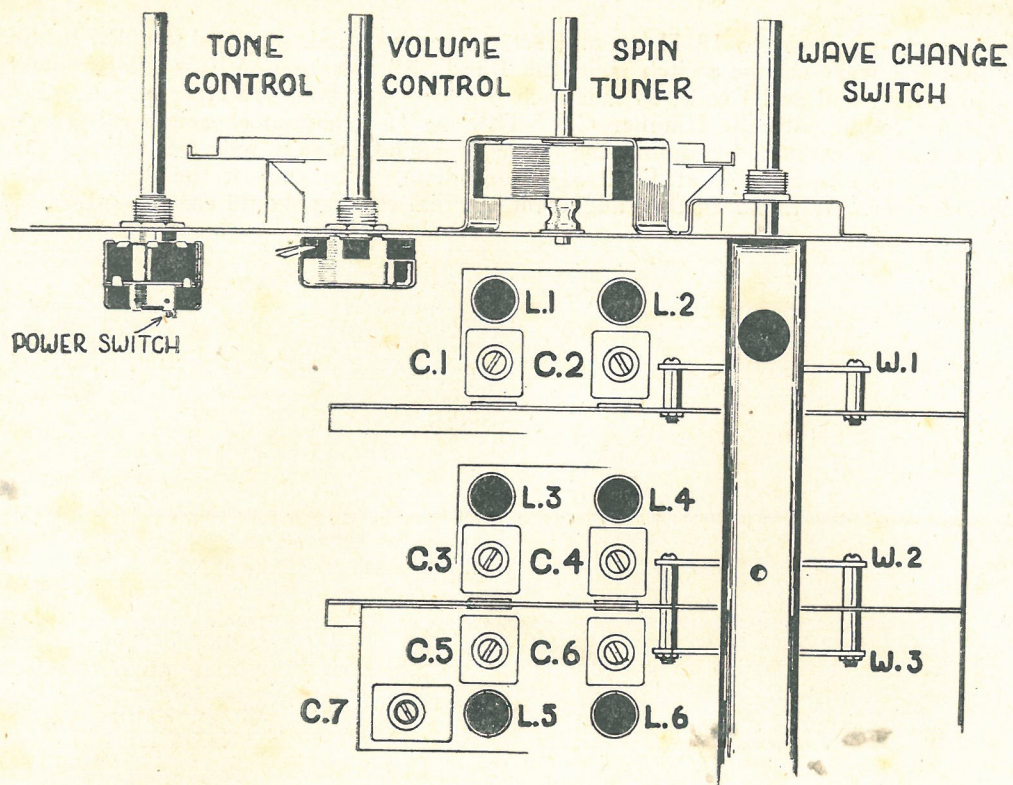 TONE
CONTROL
VOLUME
CONTROL
SPIN
TUNER
WAVE CHANGE
SWITCH
POWER SWITCH
L.1
L.2
C.1
C.2
W.1
L.3
L.4
C.3
C.4
W.2
C.5
C.6
W.3
C.7
L.5
L.6